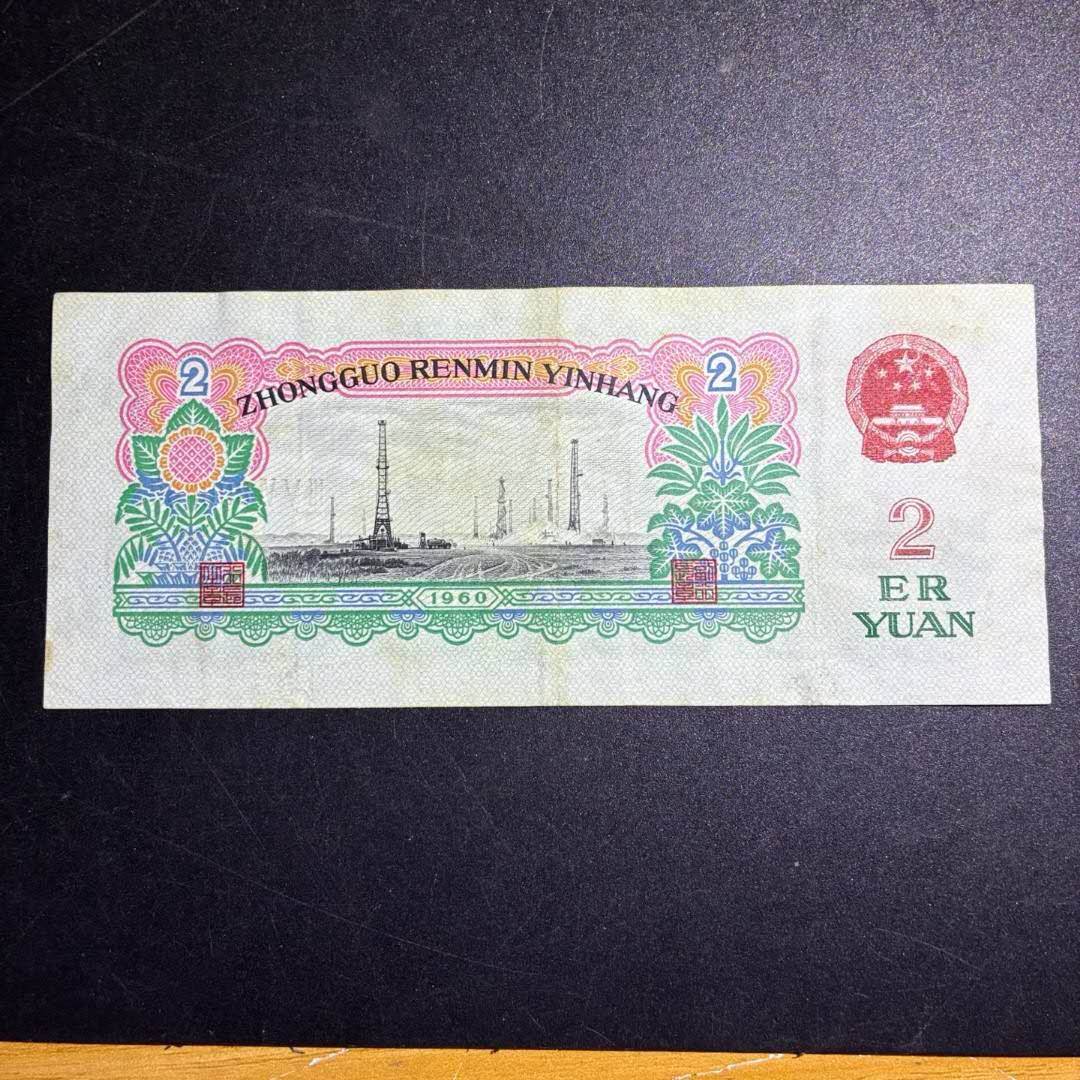 2
2
ZHONGGUO RENMIN YINHANG
2
ER
YUAN
1960